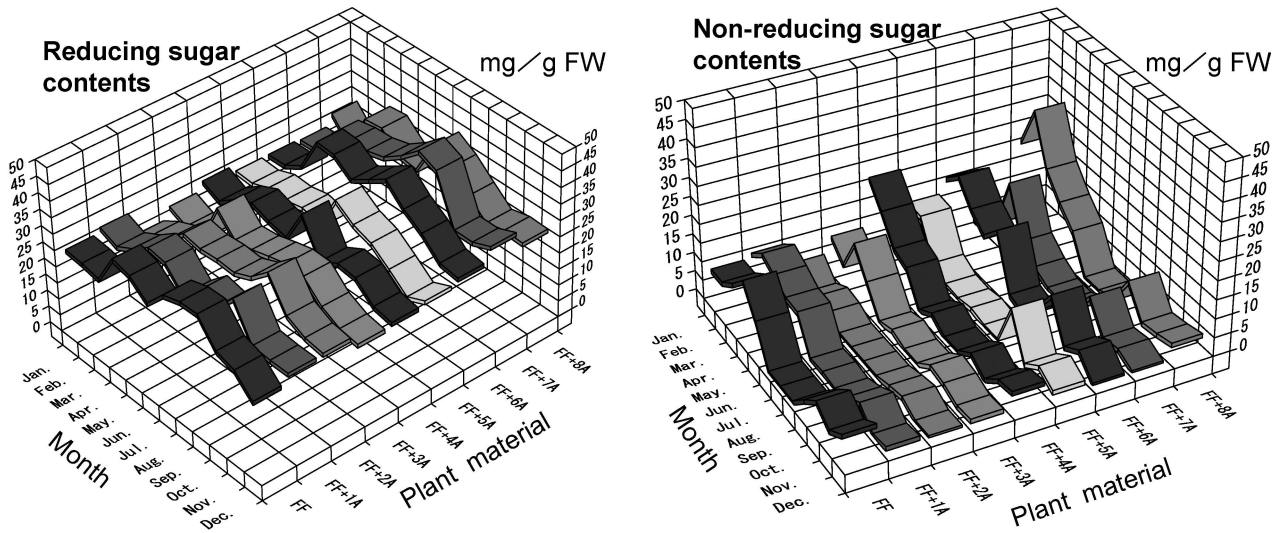 Reducing sugar
contents
mg／g FW
50
45
40
35
30
25
20
15
10
5
0
50
45
40
35
30
25
20
15
10
5
0
Jan.
Feb.
Mar.
Apr.
May.
Jun.
Jul.
Aug.
Sep.
Oct.
Nov.
Dec.
Month
FF
FF+1A
FF+2A
FF+3A
FF+4A
FF+5A
FF+6A
FF+7A
FF+8A
Plant material
Non-reducing sugar
contents
mg／g FW
50
45
40
35
30
25
20
15
10
5
0
50
45
40
35
30
25
20
15
10
5
0
Jan.
Feb.
Mar.
Apr.
May.
Jun.
Jul.
Aug.
Sep.
Oct.
Nov.
Dec.
Month
FF
FF+1A
FF+2A
FF+3A
FF+4A
FF+5A
FF+6A
FF+7A
FF+8A
Plant material